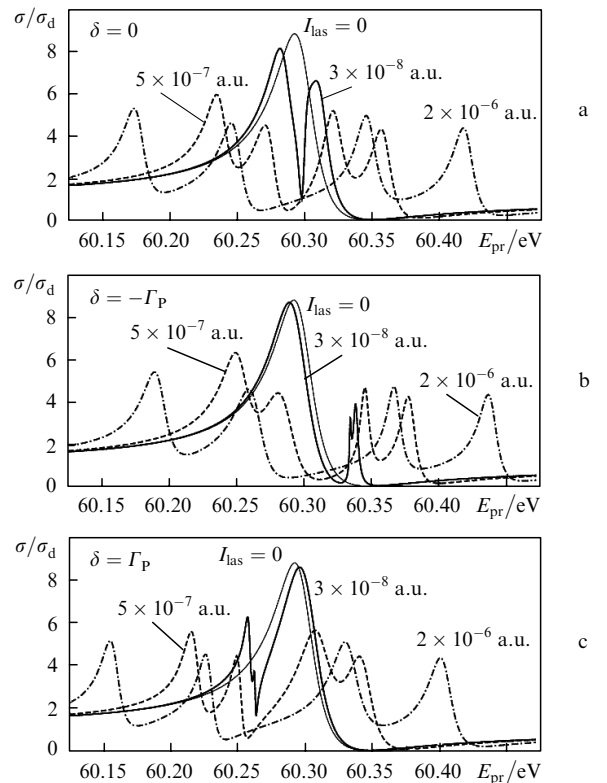 σ/σd
δ = 0
Ilas = 0
5 × 10⁻⁷ a.u.
3 × 10⁻⁸ a.u.
2 × 10⁻⁶ a.u.
8
6
4
2
0
60.15 60.20 60.25 60.30 60.35 60.40 Epr/eV
a
σ/σd
δ = −ΓP
Ilas = 0
5 × 10⁻⁷ a.u.
3 × 10⁻⁸ a.u.
2 × 10⁻⁶ a.u.
8
6
4
2
0
60.15 60.20 60.25 60.30 60.35 60.40 Epr/eV
b
σ/σd
δ = ΓP
Ilas = 0
5 × 10⁻⁷ a.u.
3 × 10⁻⁸ a.u.
2 × 10⁻⁶ a.u.
8
6
4
2
0
60.15 60.20 60.25 60.30 60.35 60.40 Epr/eV
c